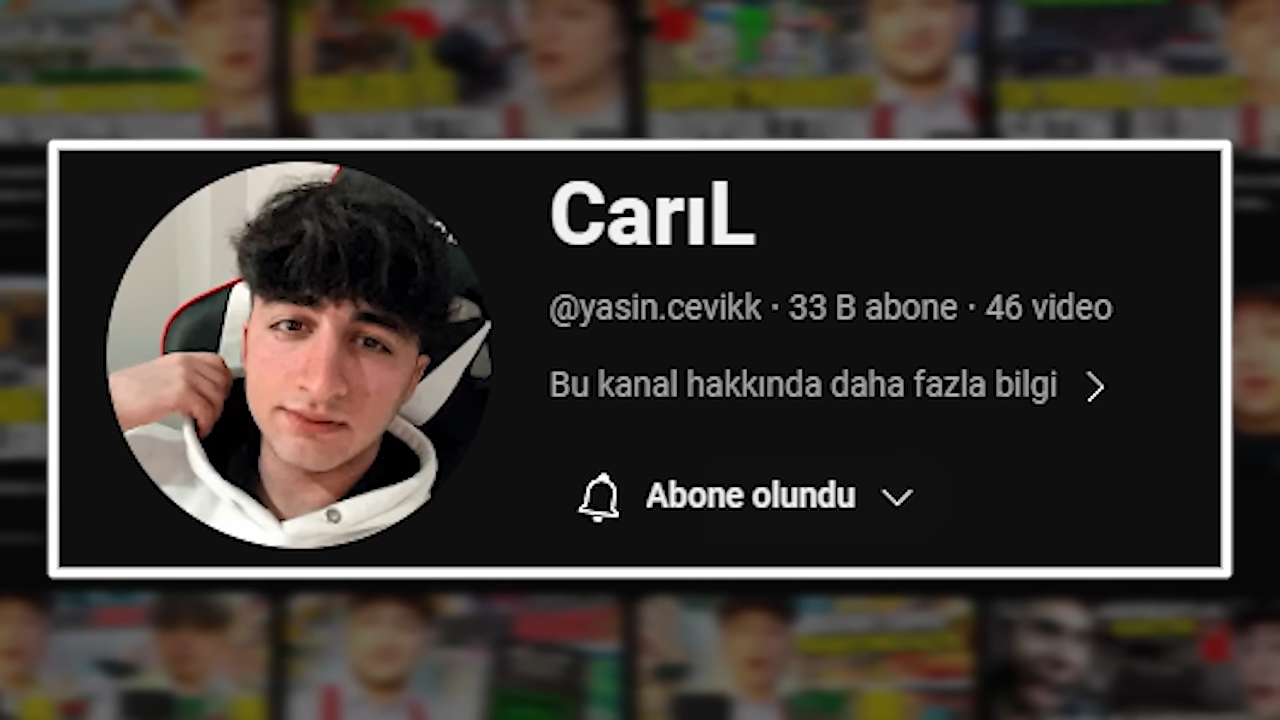 CarıL
@yasin.cevikk · 33 B abone · 46 video
Bu kanal hakkında daha fazla bilgi
Abone olundu